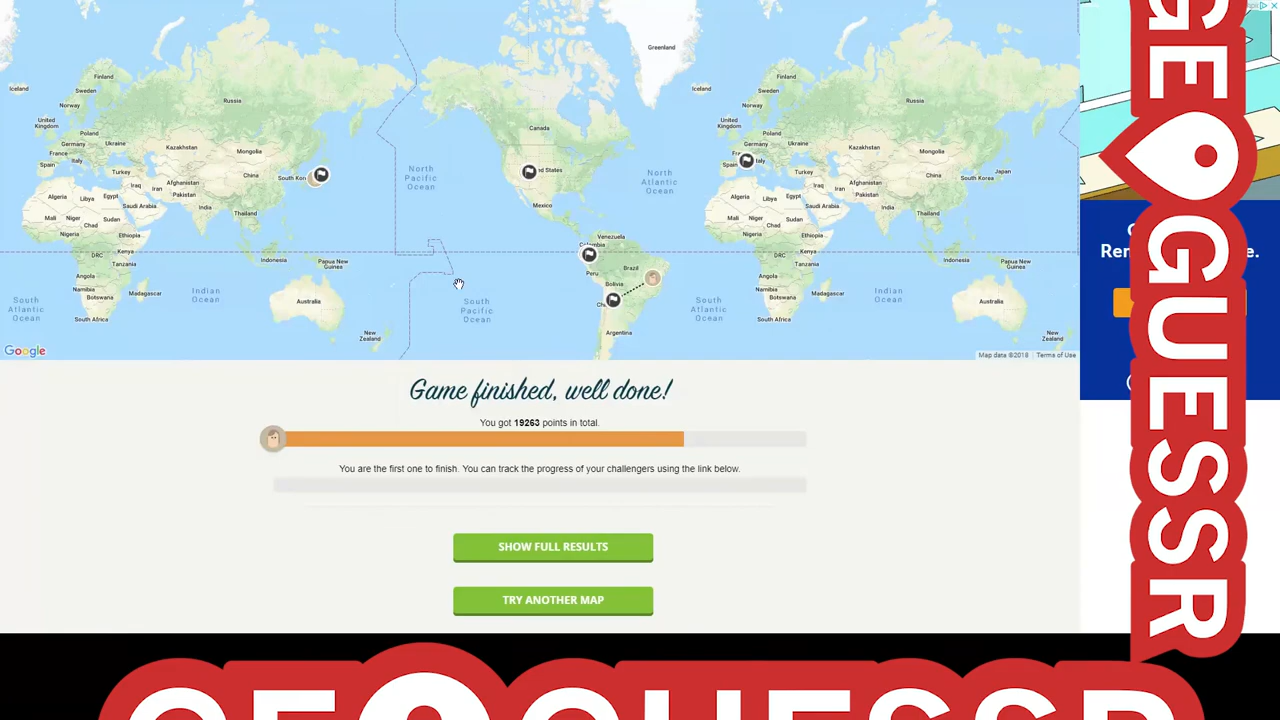 Greenland
Iceland
Finland
Sweden
Norway
Russia
United Kingdom
Poland
Germany
Ukraine
France
Spain
Italy
Kazakhstan
Mongolia
Turkey
China
South Kor
Afghanistan
Iraq
Iran
Pakistan
Algeria
Libya
Egypt
Saudi Arabia
India
Thailand
Mali
Niger
Sudan
Chad
Nigeria
Ethiopia
DRC
Kenya
Tanzania
Indonesia
Papua New Guinea
Angola
Namibia
Botswana
Madagascar
South Africa
Indian Ocean
South Atlantic Ocean
Australia
New Zealand
North Pacific Ocean
South Pacific Ocean
Canada
ed States
Mexico
North Atlantic Ocean
Venezuela
Colombia
Peru
Brazil
Bolivia
Ch
Argentina
Iceland
Finland
Sweden
Norway
Russia
United Kingdom
Poland
Germany
Ukraine
France
Spain
Italy
Kazakhstan
Mongolia
Turkey
China
South Korea
Japan
Afghanistan
Iraq
Iran
Pakistan
Algeria
Libya
Egypt
Saudi Arabia
India
Thailand
Mali
Niger
Sudan
Chad
Nigeria
Ethiopia
DRC
Kenya
Tanzania
Indonesia
Papua New Guinea
Angola
Namibia
Botswana
Madagascar
South Africa
South Atlantic Ocean
Indian Ocean
Australia
New Zealand
Google
Map data ©2018
Terms of Use
Game finished, well done!
You got 19263 points in total.
You are the first one to finish. You can track the progress of your challengers using the link below.
SHOW FULL RESULTS
TRY ANOTHER MAP
GEOGUESSR
GEOGUESSR